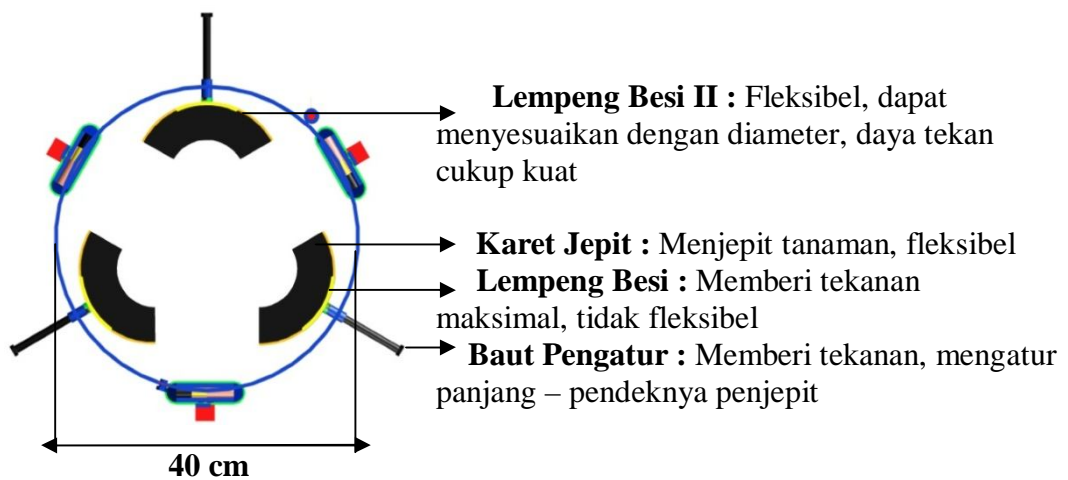 Lempeng Besi II : Fleksibel, dapat
menyesuaikan dengan diameter, daya tekan
cukup kuat
Karet Jepit : Menjepit tanaman, fleksibel
Lempeng Besi : Memberi tekanan
maksimal, tidak fleksibel
Baut Pengatur : Memberi tekanan, mengatur
panjang – pendeknya penjepit
40 cm